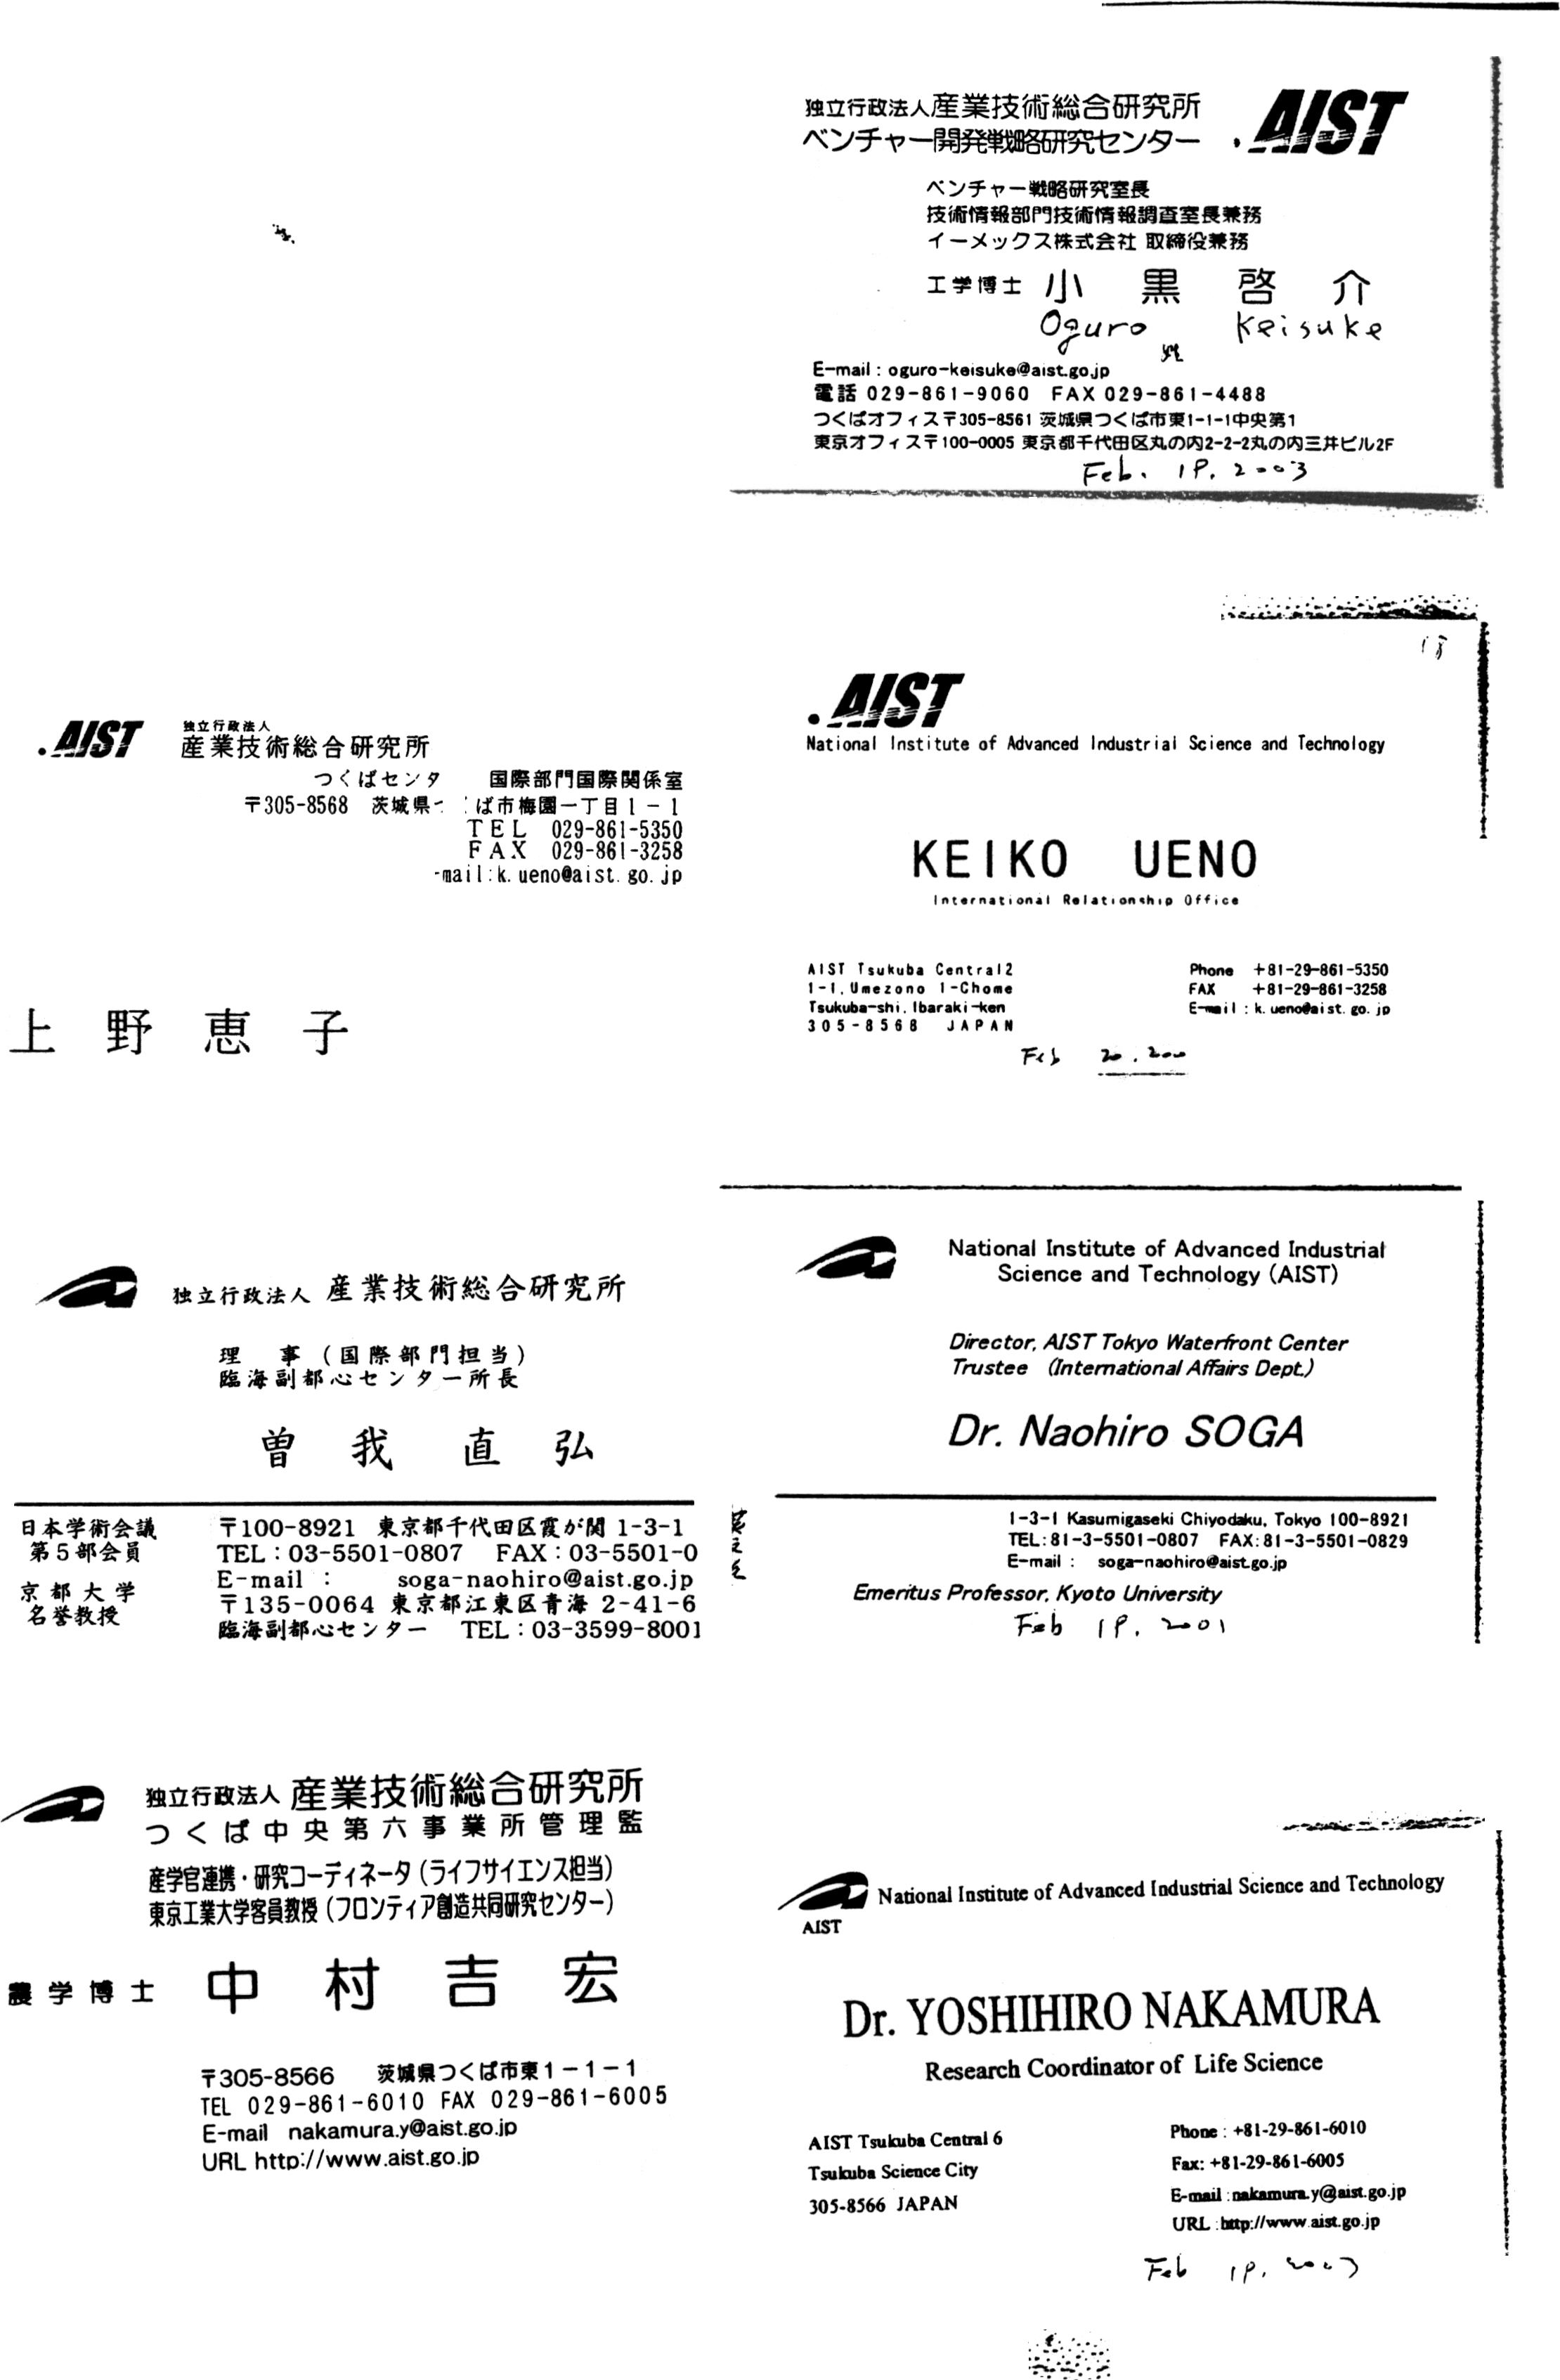 独立行政法人産業技術総合研究所
ベンチャー開発戦略研究センター
AIST
ベンチャー戦略研究室長
技術情報部門技術情報調査室長兼務
イーメックス株式会社 取締役兼務
工学博士 小黒啓介
Oguro Keisuke
E-mail : oguro-keisuke@aist.go.jp
電話 029-861-9060 FAX 029-861-4488
つくばオフィス〒305-8561 茨城県つくば市東1-1-1中央第1
東京オフィス〒100-0005 東京都千代田区丸の内2-2-2丸の内三井ビル2F
Feb. 19. 2003
AIST
独立行政法人
産業技術総合研究所
つくばセンタ 国際部門国際関係室
〒305-8568 茨城県つ ば市梅園一丁目1-1
TEL 029-861-5350
FAX 029-861-3258
-mail:k.ueno@aist.go.jp
上野恵子
18
AIST
National Institute of Advanced Industrial Science and Technology
KEIKO UENO
International Relationship Office
AIST Tsukuba Central2
1-1, Umezono 1-Chome
Tsukuba-shi, Ibaraki-ken
305-8568 JAPAN
Phone +81-29-861-5350
FAX +81-29-861-3258
E-mail : k.ueno@aist.go.jp
Feb 20, 200
独立行政法人 産業技術総合研究所
理 事 (国際部門担当)
臨海副都心センター所長
曽我直弘
日本学術会議
第5部会員
京都大学
名誉教授
〒100-8921 東京都千代田区霞が関 1-3-1
TEL : 03-5501-0807 FAX : 03-5501-0
E-mail : soga-naohiro@aist.go.jp
〒135-0064 東京都江東区青海 2-41-6
臨海副都心センター TEL : 03-3599-8001
National Institute of Advanced Industrial
Science and Technology (AIST)
Director, AIST Tokyo Waterfront Center
Trustee (International Affairs Dept.)
Dr. Naohiro SOGA
1-3-1 Kasumigaseki Chiyodaku, Tokyo 100-8921
TEL:81-3-5501-0807 FAX:81-3-5501-0829
E-mail : soga-naohiro@aist.go.jp
Emeritus Professor, Kyoto University
Feb 19, 2001
独立行政法人 産業技術総合研究所
つくば中央第六事業所管理監
産学官連携・研究コーディネータ(ライフサイエンス担当)
東京工業大学客員教授(フロンティア創造共同研究センター)
農学博士 中村吉宏
〒305-8566 茨城県つくば市東1-1-1
TEL 029-861-6010 FAX 029-861-6005
E-mail nakamura.y@aist.go.jp
URL http://www.aist.go.jp
National Institute of Advanced Industrial Science and Technology
AIST
Dr. YOSHIHIRO NAKAMURA
Research Coordinator of Life Science
AIST Tsukuba Central 6
Tsukuba Science City
305-8566 JAPAN
Phone : +81-29-861-6010
Fax: +81-29-861-6005
E-mail :nakamura.y@aist.go.jp
URL :http://www.aist.go.jp
Feb 19, 2003